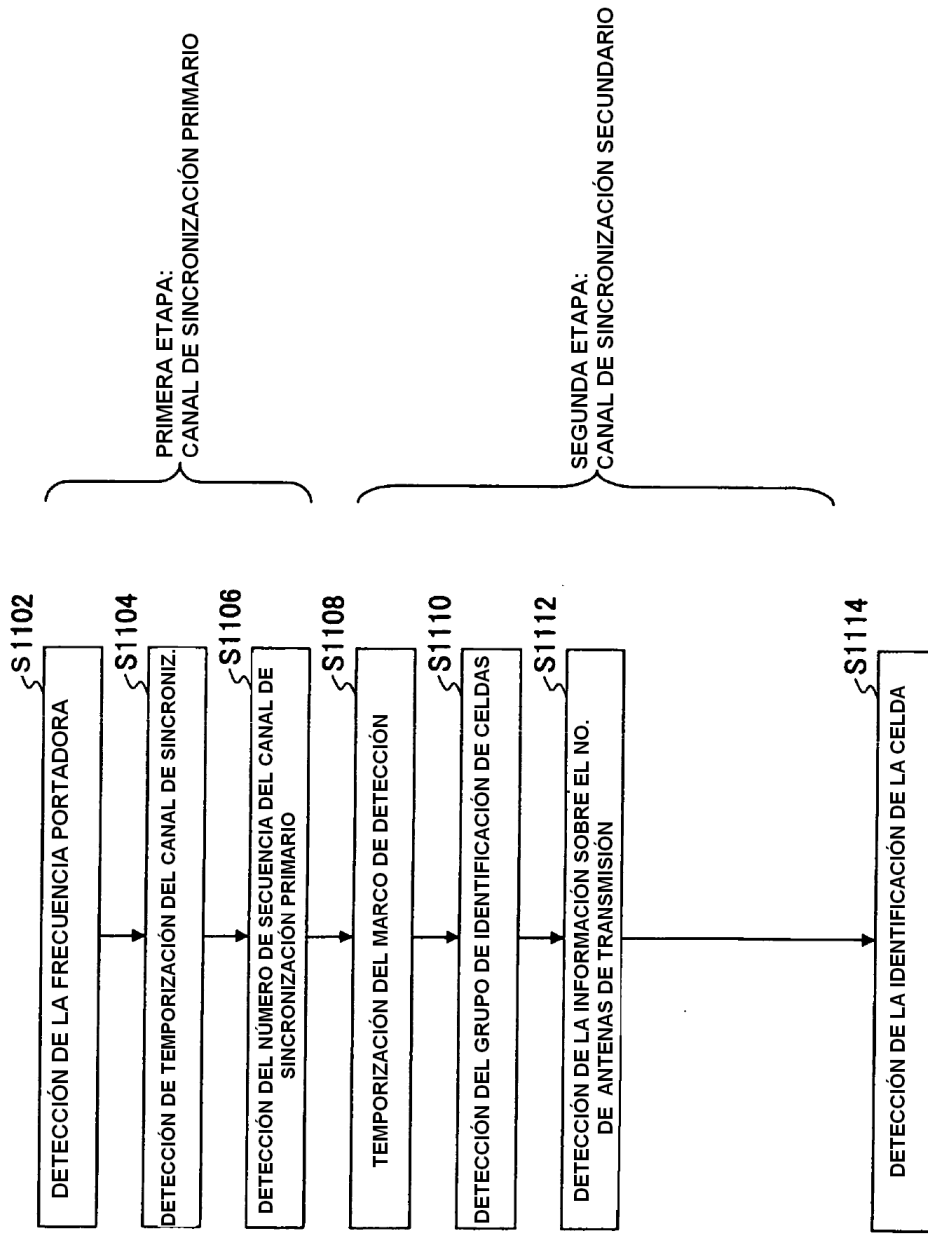 S1102
DETECCIÓN DE LA FRECUENCIA PORTADORA
S1104
DETECCIÓN DE TEMPORIZACIÓN DEL CANAL DE SINCRONIZ.
S1106
DETECCIÓN DEL NÚMERO DE SECUENCIA DEL CANAL DE
SINCRONIZACIÓN PRIMARIO
PRIMERA ETAPA:
CANAL DE SINCRONIZACIÓN PRIMARIO
S1108
TEMPORIZACIÓN DEL MARCO DE DETECCIÓN
S1110
DETECCIÓN DEL GRUPO DE IDENTIFICACIÓN DE CELDAS
S1112
DETECCIÓN DE LA INFORMACIÓN SOBRE EL NO.
DE ANTENAS DE TRANSMISIÓN
SEGUNDA ETAPA:
CANAL DE SINCRONIZACIÓN SECUNDARIO
S1114
DETECCIÓN DE LA IDENTIFICACIÓN DE LA CELDA